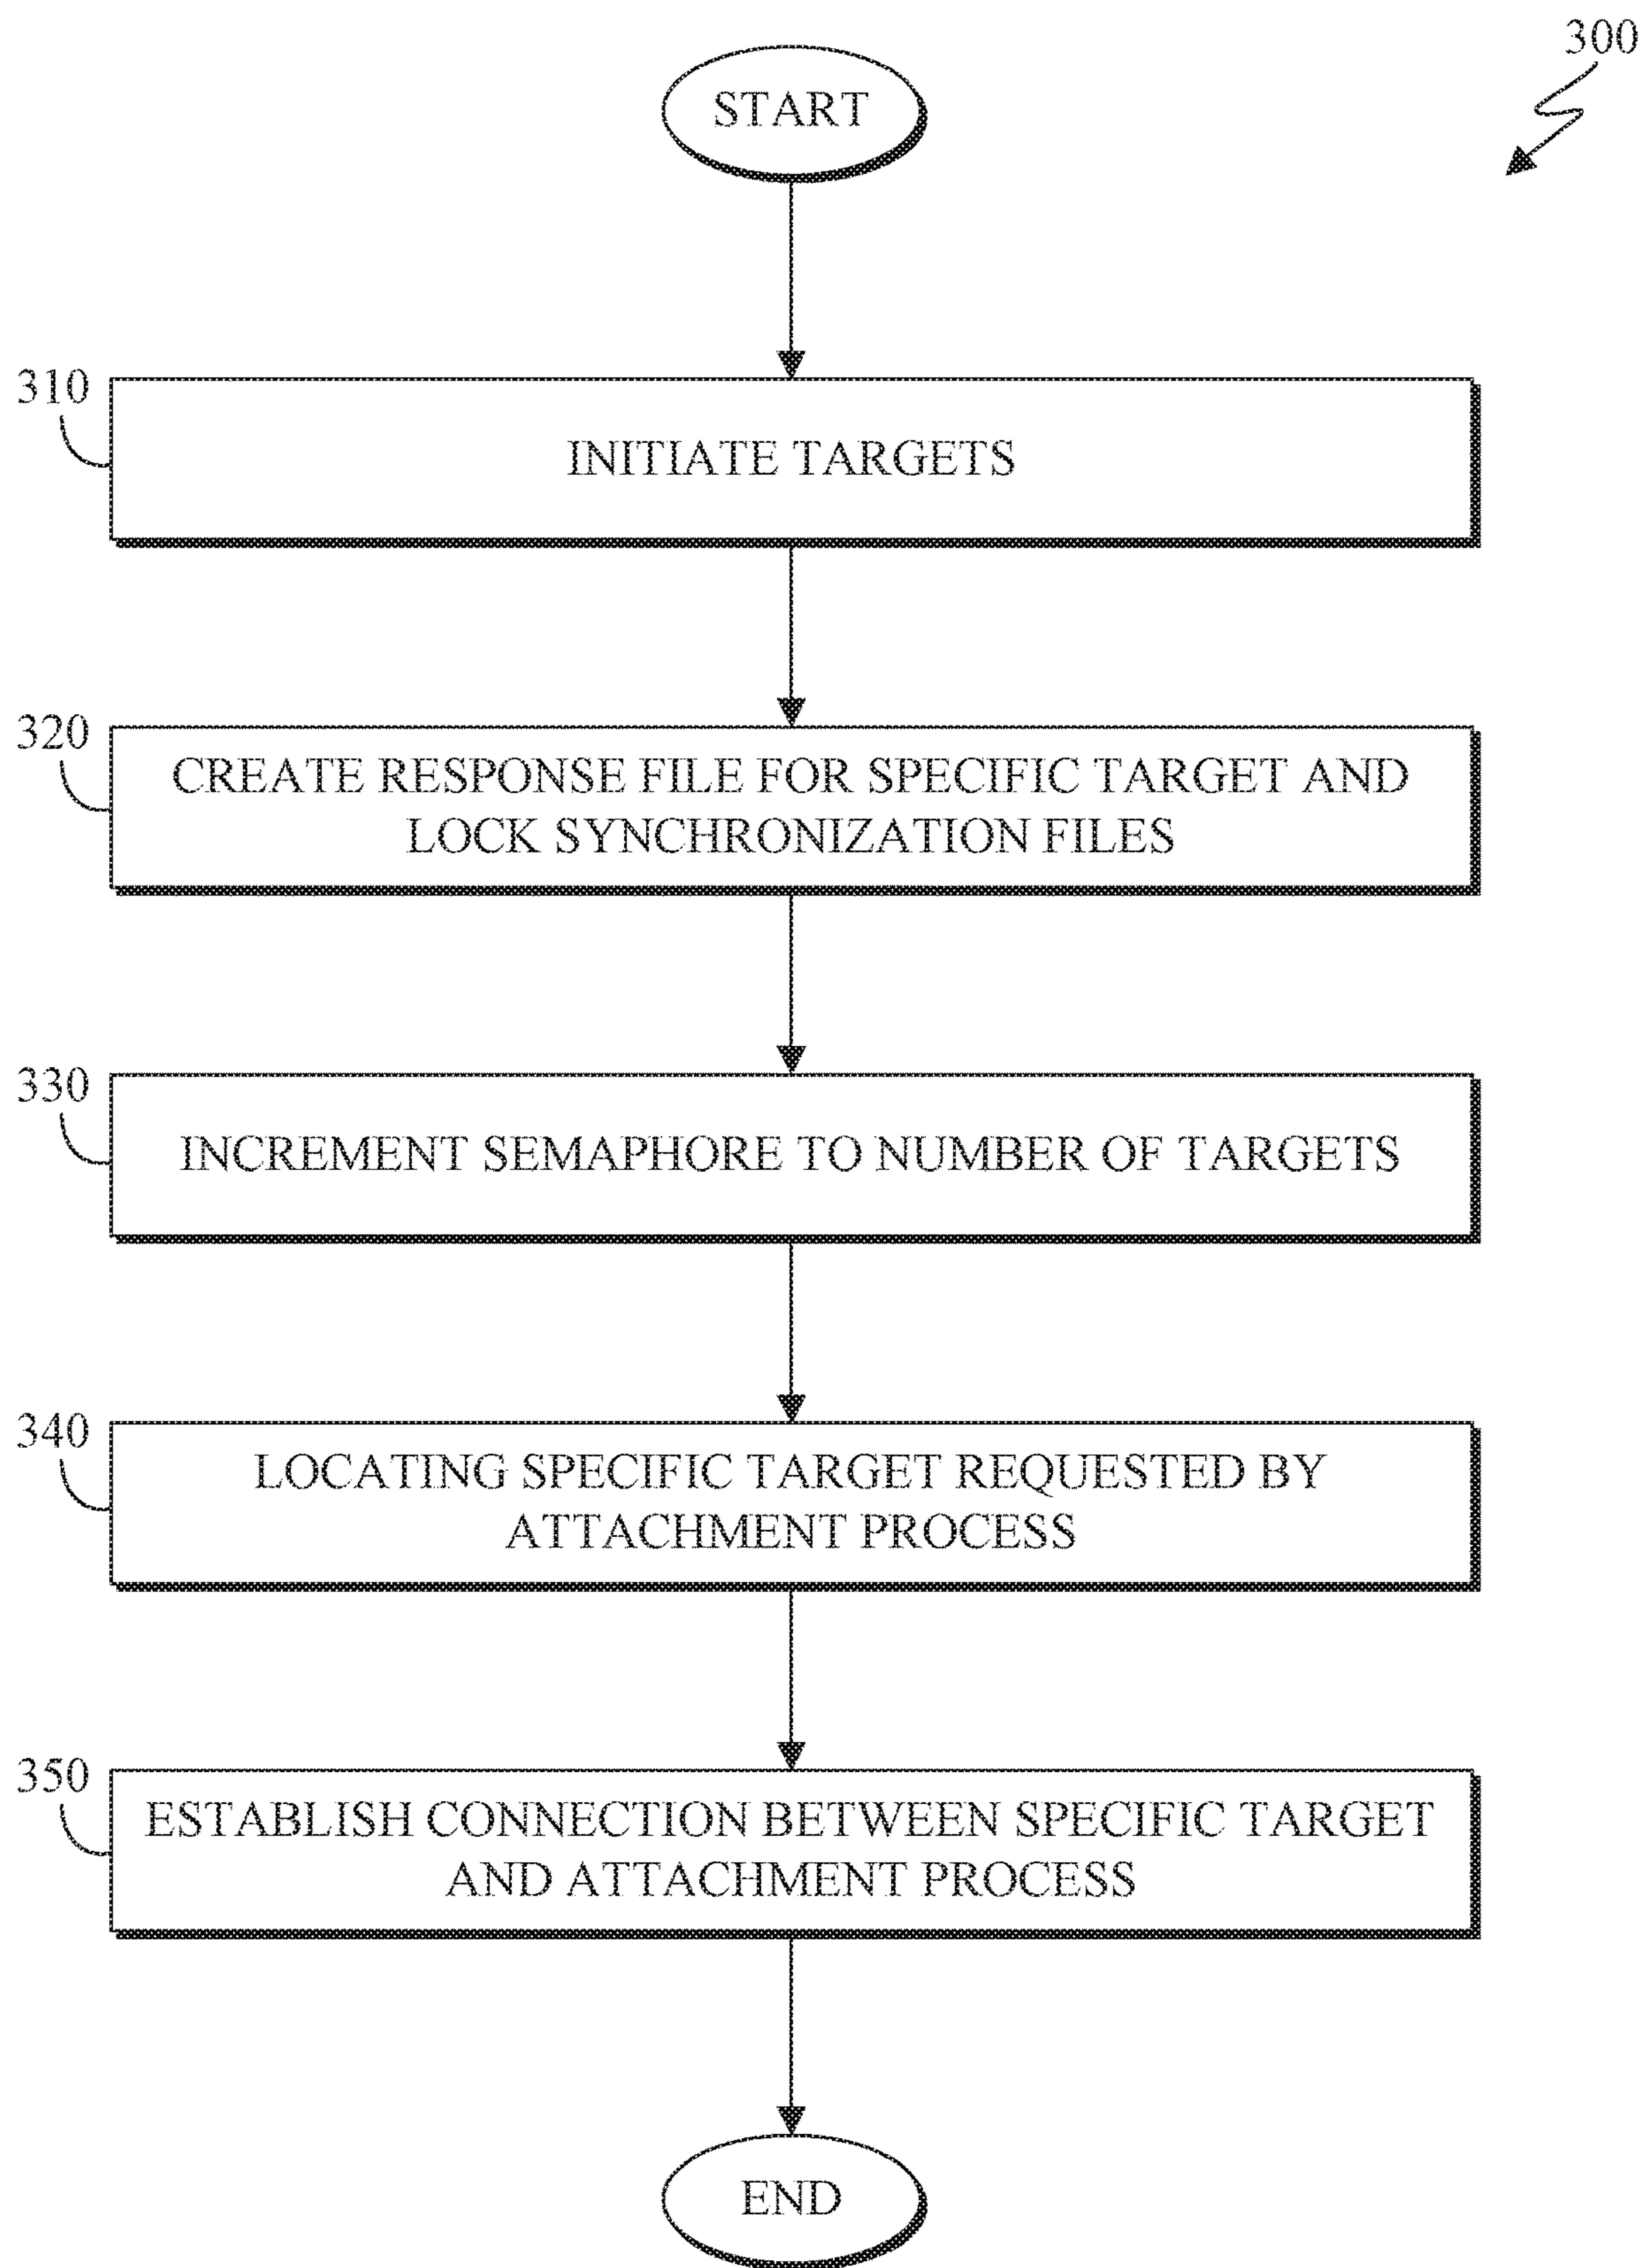 300
START
310
INITIATE TARGETS
320
CREATE RESPONSE FILE FOR SPECIFIC TARGET AND
LOCK SYNCHRONIZATION FILES
330
INCREMENT SEMAPHORE TO NUMBER OF TARGETS
340
LOCATING SPECIFIC TARGET REQUESTED BY
ATTACHMENT PROCESS
350
ESTABLISH CONNECTION BETWEEN SPECIFIC TARGET
AND ATTACHMENT PROCESS
END